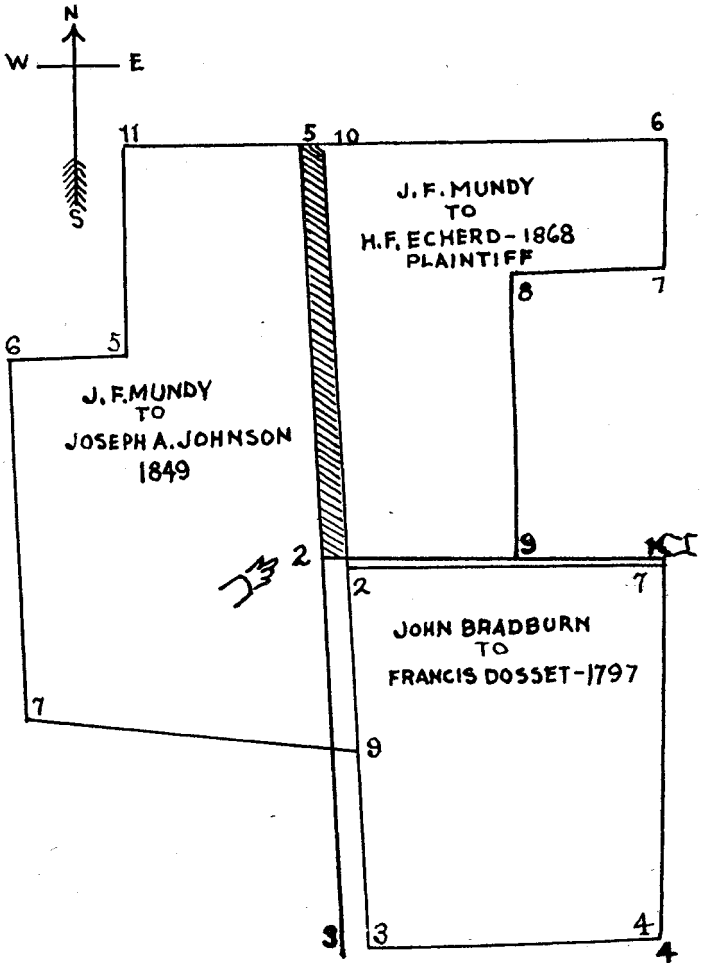 N
W E
S
11 5 10 6
J. F. MUNDY
TO
H. F. ECHERD - 1868
PLAINTIFF
8 7
6 5
J. F. MUNDY
TO
JOSEPH A. JOHNSON
1849
2 9
2 7
JOHN BRADBURN
TO
FRANCIS DOSSET - 1797
7
9
3 3 4
4